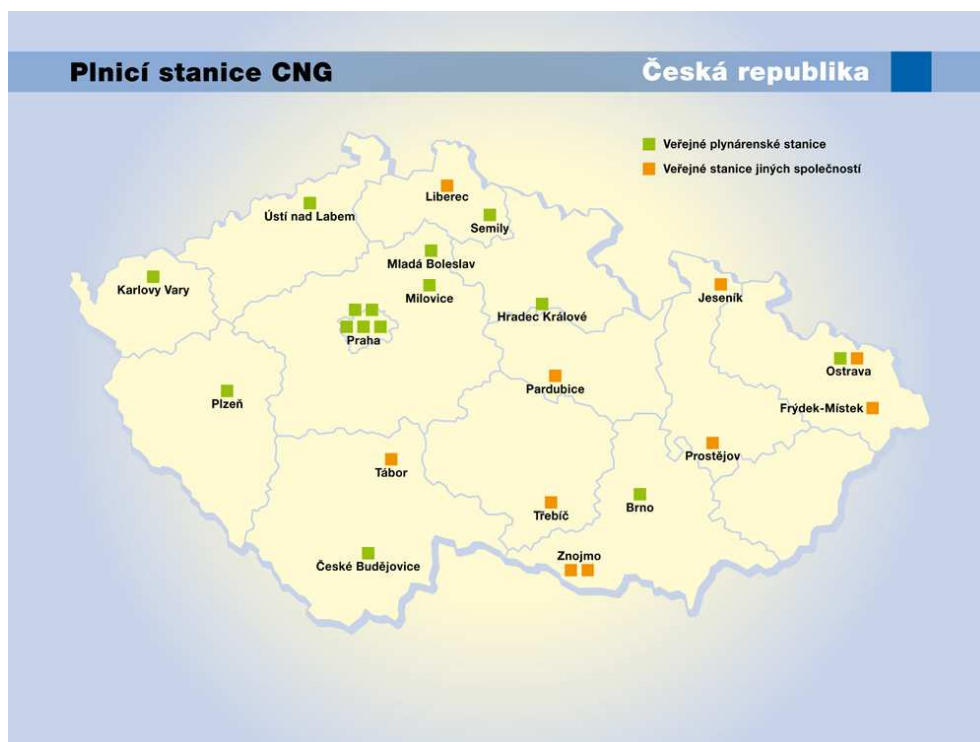 Plnicí stanice CNG
Česká republika
Veřejné plynárenské stanice
Veřejné stanice jiných společností
Liberec
Ústí nad Labem
Semily
Mladá Boleslav
Karlovy Vary
Milovice
Jeseník
Hradec Králové
Praha
Ostrava
Pardubice
Plzeň
Frýdek-Místek
Prostějov
Tábor
Třebíč
Brno
Znojmo
České Budějovice